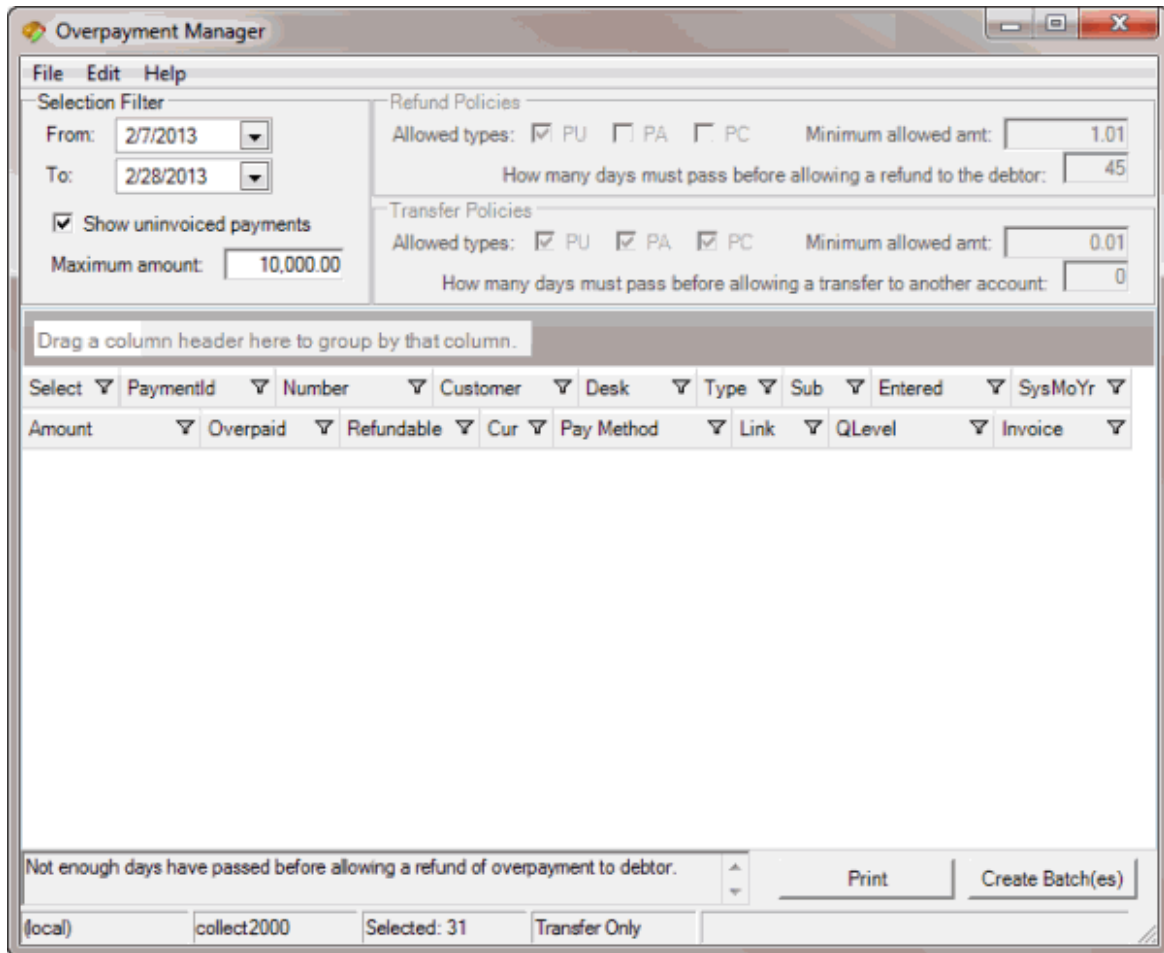 Overpayment Manager
File Edit Help
Selection Filter
From: 2/7/2013
To: 2/28/2013
Show uninvoiced payments
Maximum amount: 10,000.00
Refund Policies
Allowed types: PU PA PC Minimum allowed amt: 1.01
How many days must pass before allowing a refund to the debtor: 45
Transfer Policies
Allowed types: PU PA PC Minimum allowed amt: 0.01
How many days must pass before allowing a transfer to another account: 0
Drag a column header here to group by that column.
Select PaymentId Number Customer Desk Type Sub Entered SysMoYr
Amount Overpaid Refundable Cur Pay Method Link QLevel Invoice
Not enough days have passed before allowing a refund of overpayment to debtor.
Print Create Batch(es)
(local) collect2000 Selected: 31 Transfer Only